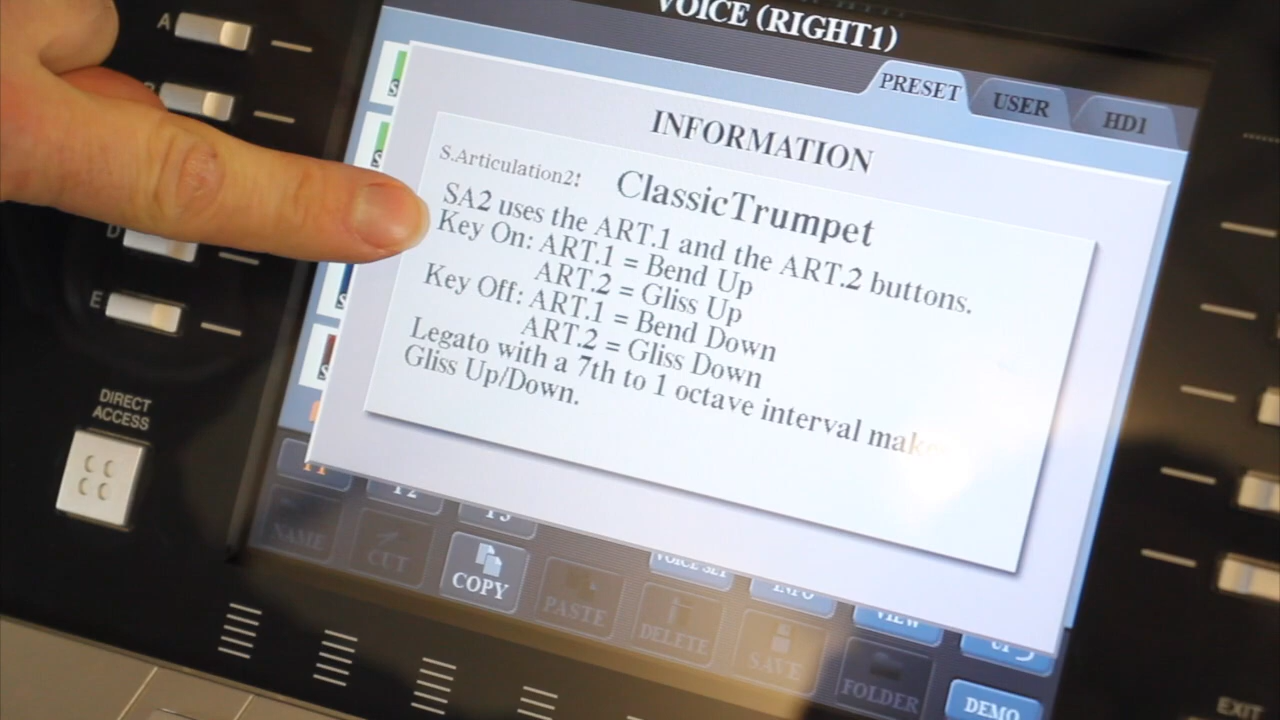 VOICE (RIGHT1)
PRESET
USER
HD1
INFORMATION
S.Articulation2!
ClassicTrumpet
SA2 uses the ART.1 and the ART.2 buttons.
Key On: ART.1 = Bend Up
ART.2 = Gliss Up
Key Off: ART.1 = Bend Down
ART.2 = Gliss Down
Legato with a 7th to 1 octave interval
Gliss Up/Down.
A
D
E
DIRECT
ACCESS
NAME
CUT
COPY
PASTE
DELETE
SAVE
FOLDER
VOICE SET
INFO
VIEW
UP
DEMO
EXIT